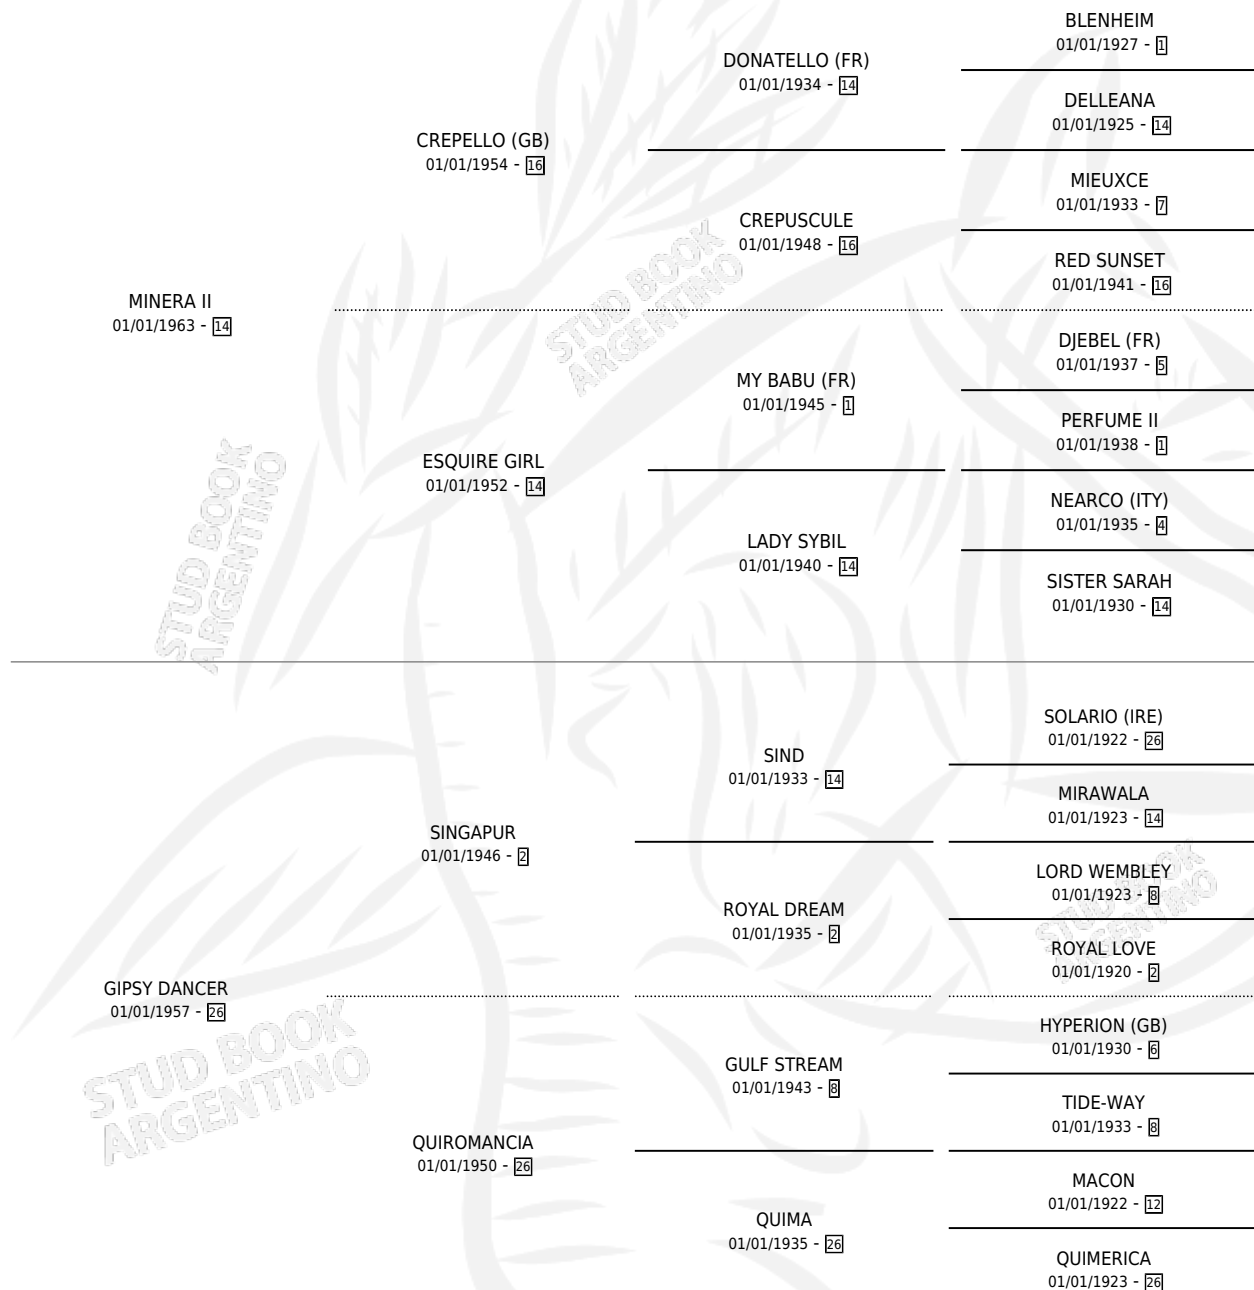 BLENHEIM
01/01/1927 - 1
DONATELLO (FR)
01/01/1934 - 14
DELLEANA
01/01/1925 - 14
CREPELLO (GB)
01/01/1954 - 16
MIEUXCE
01/01/1933 - 7
CREPUSCULE
01/01/1948 - 16
RED SUNSET
01/01/1941 - 16
MINERA II
01/01/1963 - 14
STUD BOOK
ARGENTINO
DJEBEL (FR)
01/01/1937 - 5
MY BABU (FR)
01/01/1945 - 1
PERFUME II
01/01/1938 - 1
ESQUIRE GIRL
01/01/1952 - 14
NEARCO (ITY)
01/01/1935 - 4
LADY SYBIL
01/01/1940 - 14
SISTER SARAH
01/01/1930 - 14
STUD BOOK
ARGENTINO
SOLARIO (IRE)
01/01/1922 - 26
SIND
01/01/1933 - 14
MIRAWALA
01/01/1923 - 14
SINGAPUR
01/01/1946 - 2
LORD WEMBLEY
01/01/1923 - 8
ROYAL DREAM
01/01/1935 - 2
STUD BOOK
ARGENTINO
ROYAL LOVE
01/01/1920 - 2
GIPSY DANCER
01/01/1957 - 26
HYPERION (GB)
01/01/1930 - 6
GULF STREAM
01/01/1943 - 8
STUD BOOK
ARGENTINO
TIDE-WAY
01/01/1933 - 8
QUIROMANCIA
01/01/1950 - 26
MACON
01/01/1922 - 12
QUIMA
01/01/1935 - 26
QUIMERICA
01/01/1923 - 26